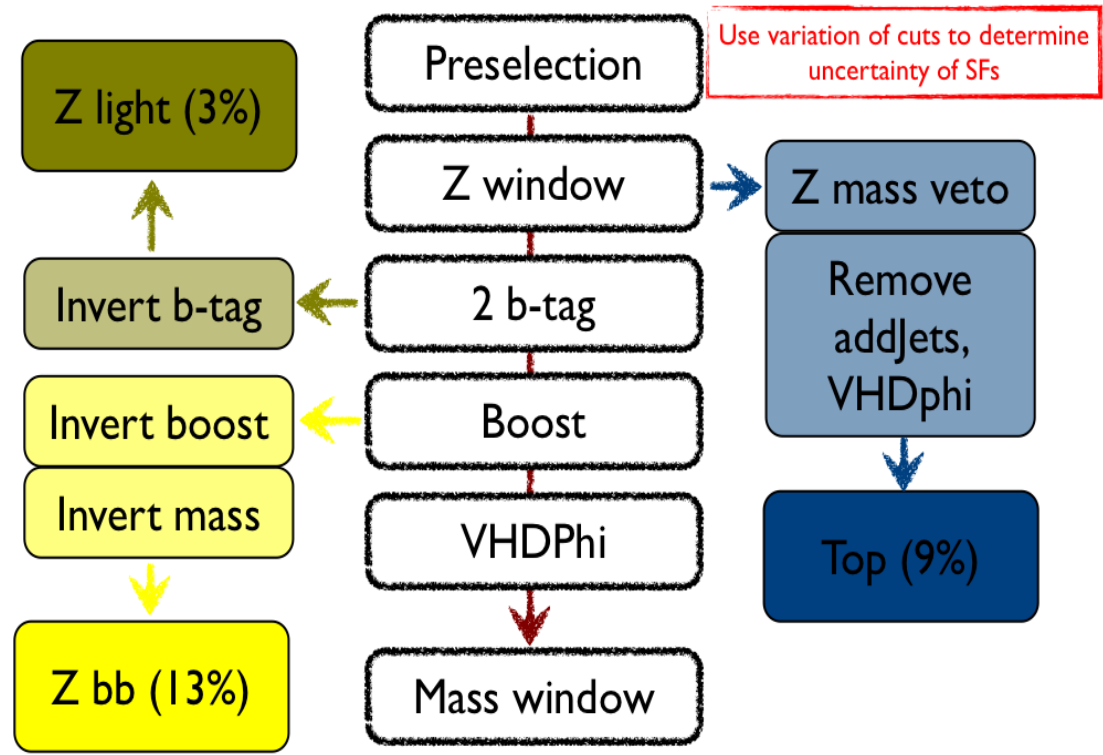 Preselection
Use variation of cuts to determine
uncertainty of SFs
Z light (3%)
Z window
Z mass veto
Invert b-tag
2 b-tag
Remove
addJets,
VHDphi
Invert boost
Boost
Invert mass
VHDPhi
Top (9%)
Z bb (13%)
Mass window